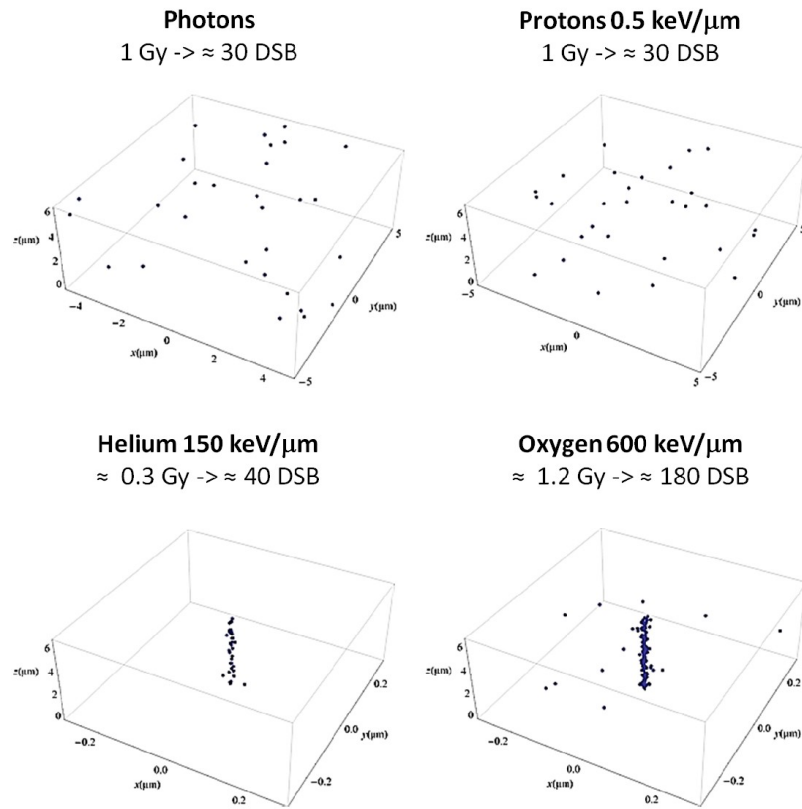 Photons
1 Gy -> ≈ 30 DSB
Protons 0.5 keV/μm
1 Gy -> ≈ 30 DSB
6
z(μm) 4
2
0
−4
−2
0
x(μm)
2
4
−5
0
y(μm)
5
6
z(μm) 4
2
0
−5
0
x(μm)
5
−5
0
y(μm)
5
Helium 150 keV/μm
≈ 0.3 Gy -> ≈ 40 DSB
Oxygen 600 keV/μm
≈ 1.2 Gy -> ≈ 180 DSB
6
z(μm) 4
2
0
−0.2
0.0
x(μm)
0.2
−0.2
0.0
y(μm)
0.2
6
z(μm) 4
2
0
−0.2
0.0
x(μm)
0.2
−0.2
0.0
y(μm)
0.2